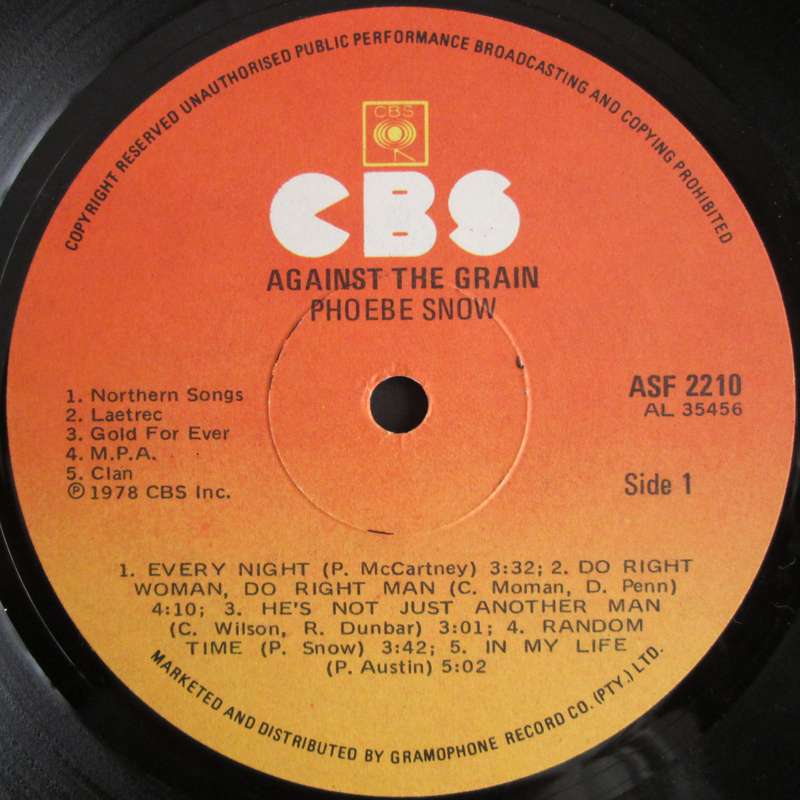 COPYRIGHT RESERVED UNAUTHORISED PUBLIC PERFORMANCE BROADCASTING AND COPYING PROHIBITED
CBS
CBS
AGAINST THE GRAIN
PHOEBE SNOW
1. Northern Songs
2. Laetrec
3. Gold For Ever
4. M.P.A.
5. Clan
℗ 1978 CBS Inc.
ASF 2210
AL 35456
Side 1
1. EVERY NIGHT (P. McCartney) 3:32; 2. DO RIGHT
WOMAN, DO RIGHT MAN (C. Moman, D. Penn)
4:10; 3. HE'S NOT JUST ANOTHER MAN
(C. Wilson, R. Dunbar) 3:01; 4. RANDOM
TIME (P. Snow) 3:42; 5. IN MY LIFE
(P. Austin) 5:02
MARKETED AND DISTRIBUTED BY GRAMOPHONE RECORD CO. (PTY.) LTD.